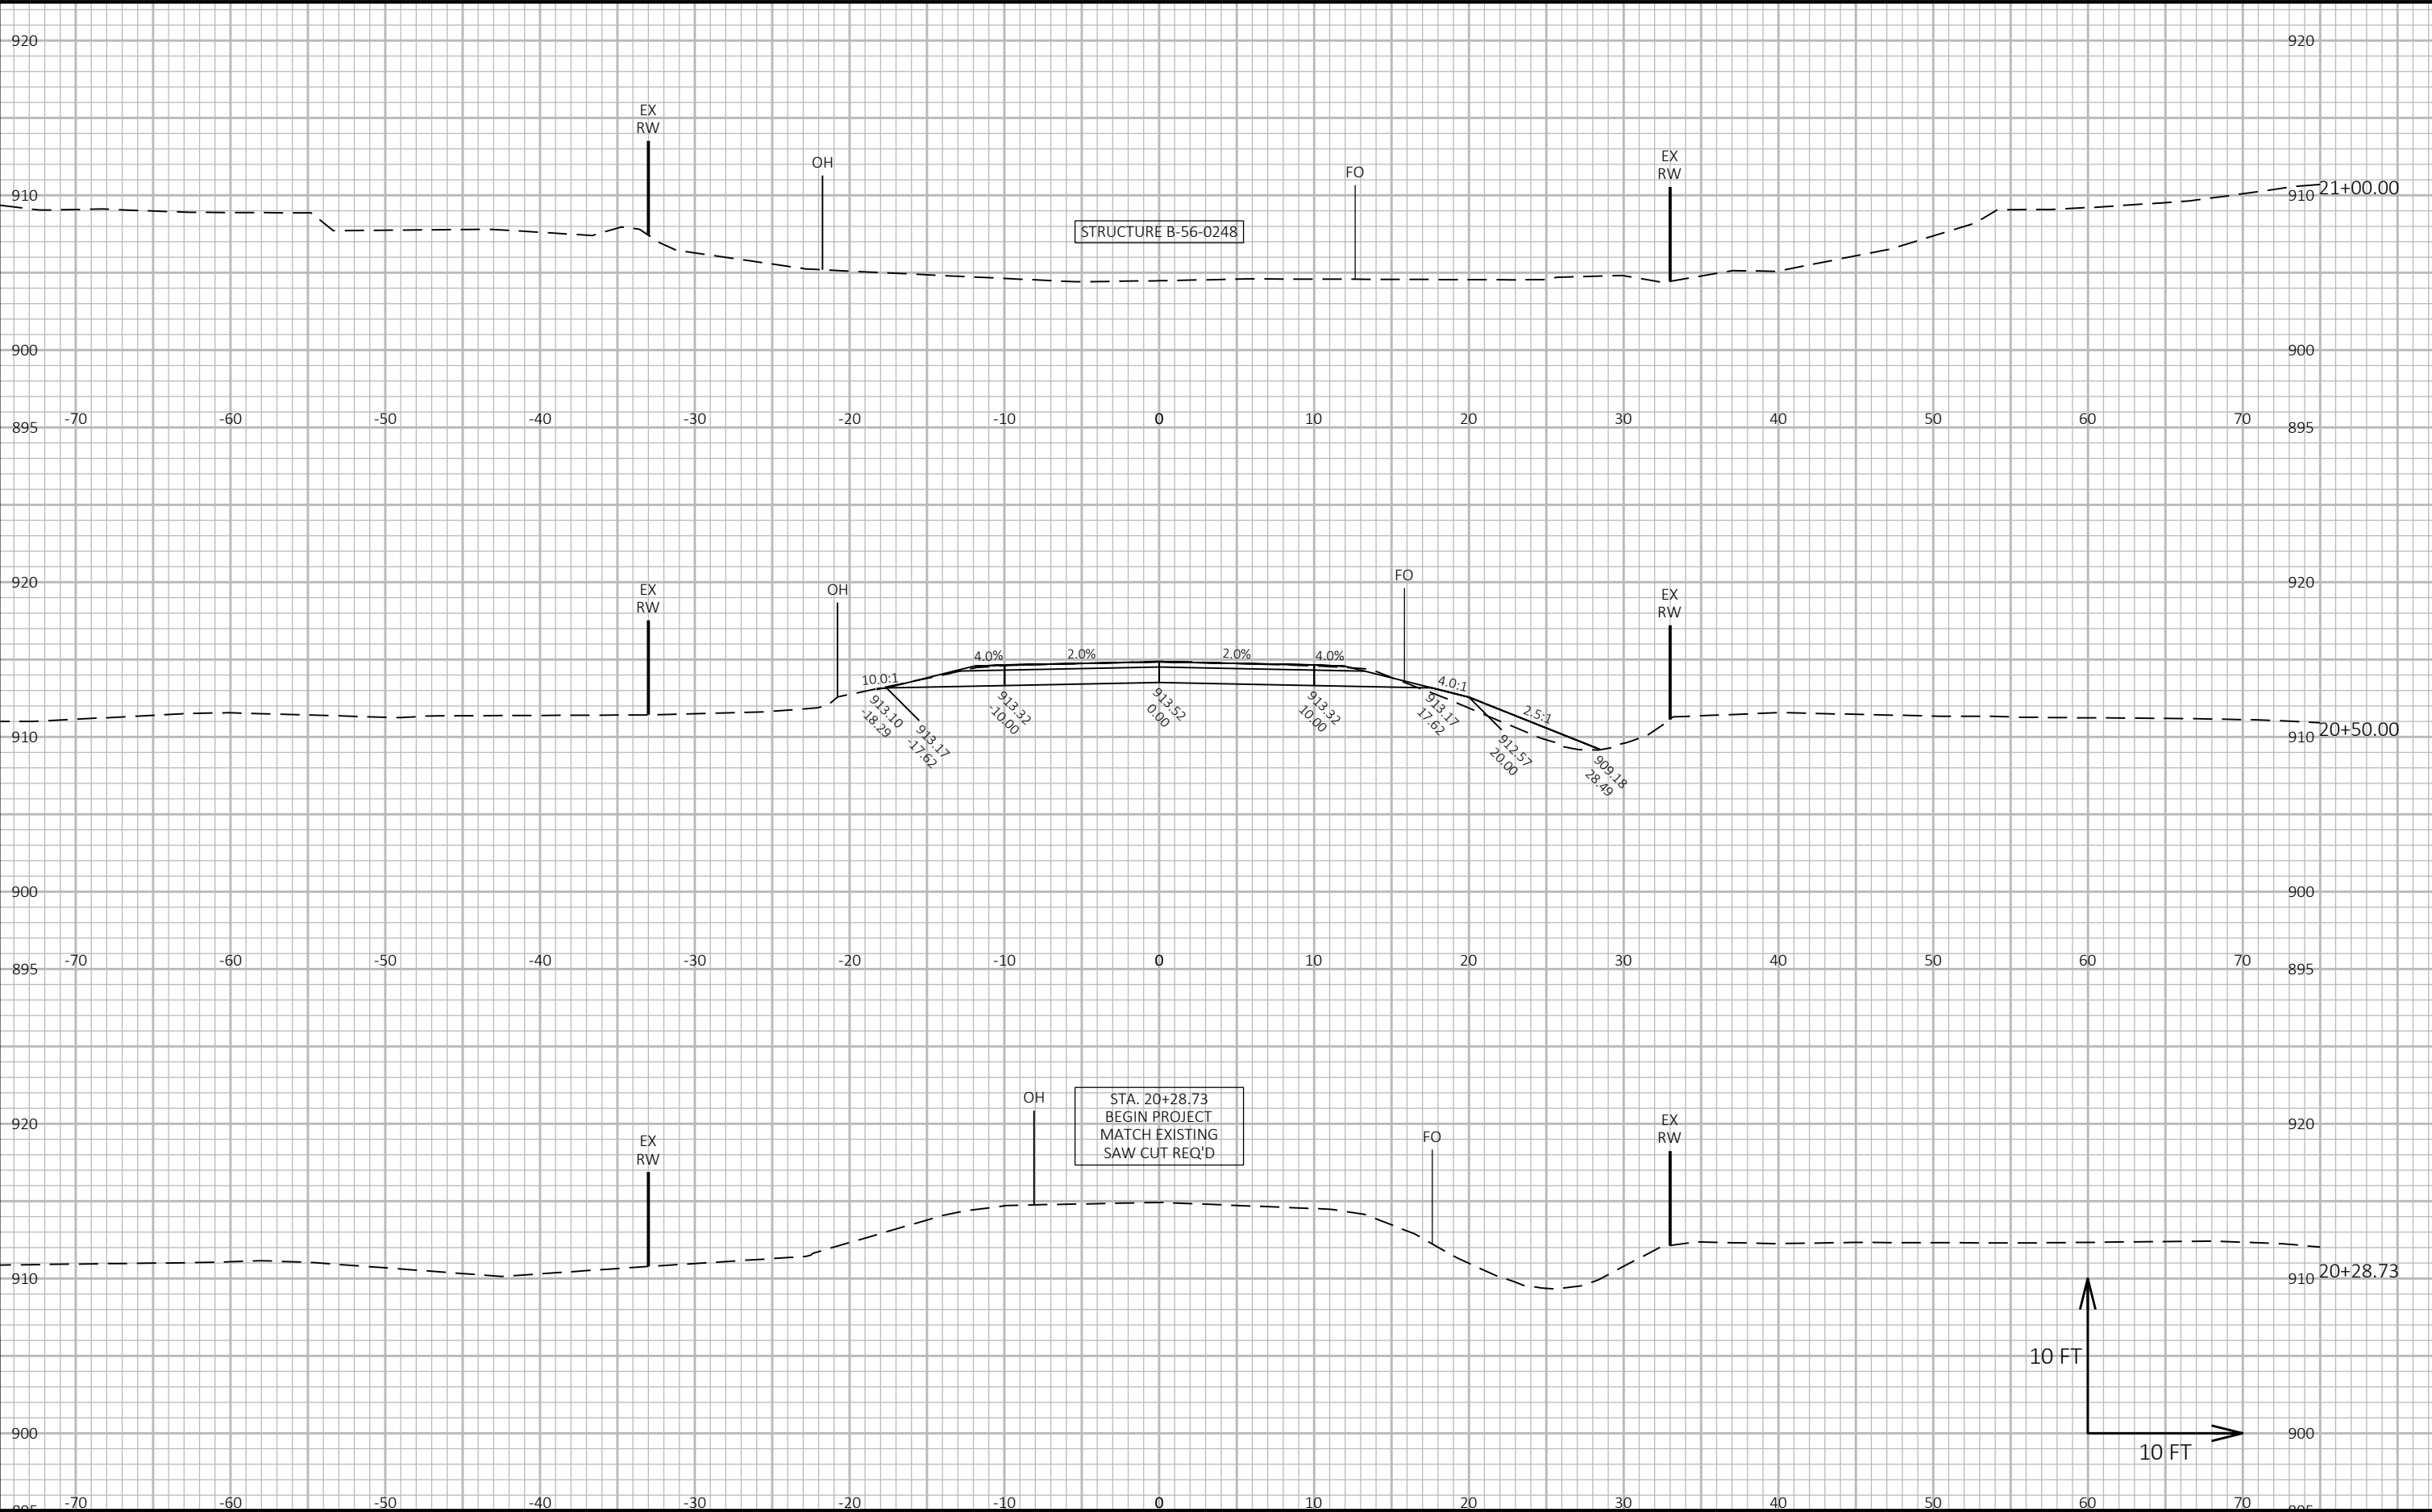 920 920
EX
RW
OH
FO
EX
RW
910 910 21+00.00
STRUCTURE B-56-0248
900 900
-70 -60 -50 -40 -30 -20 -10 0 10 20 30 40 50 60 70
895 895
920 920
EX
RW
OH
FO
EX
RW
4.0% 2.0% 2.0% 4.0%
10.0:1
4.0:1
2.5:1
913.10
-18.29
913.17
-17.62
913.32
-10.00
913.52
0.00
913.32
10.00
913.17
17.62
912.57
20.00
909.18
28.49
910 910 20+50.00
900 900
-70 -60 -50 -40 -30 -20 -10 0 10 20 30 40 50 60 70
895 895
920 920
EX
RW
OH
STA. 20+28.73
BEGIN PROJECT
MATCH EXISTING
SAW CUT REQ'D
FO
EX
RW
910 910 20+28.73
10 FT
900 900
10 FT
-70 -60 -50 -40 -30 -20 -10 0 10 20 30 40 50 60 70
895 895